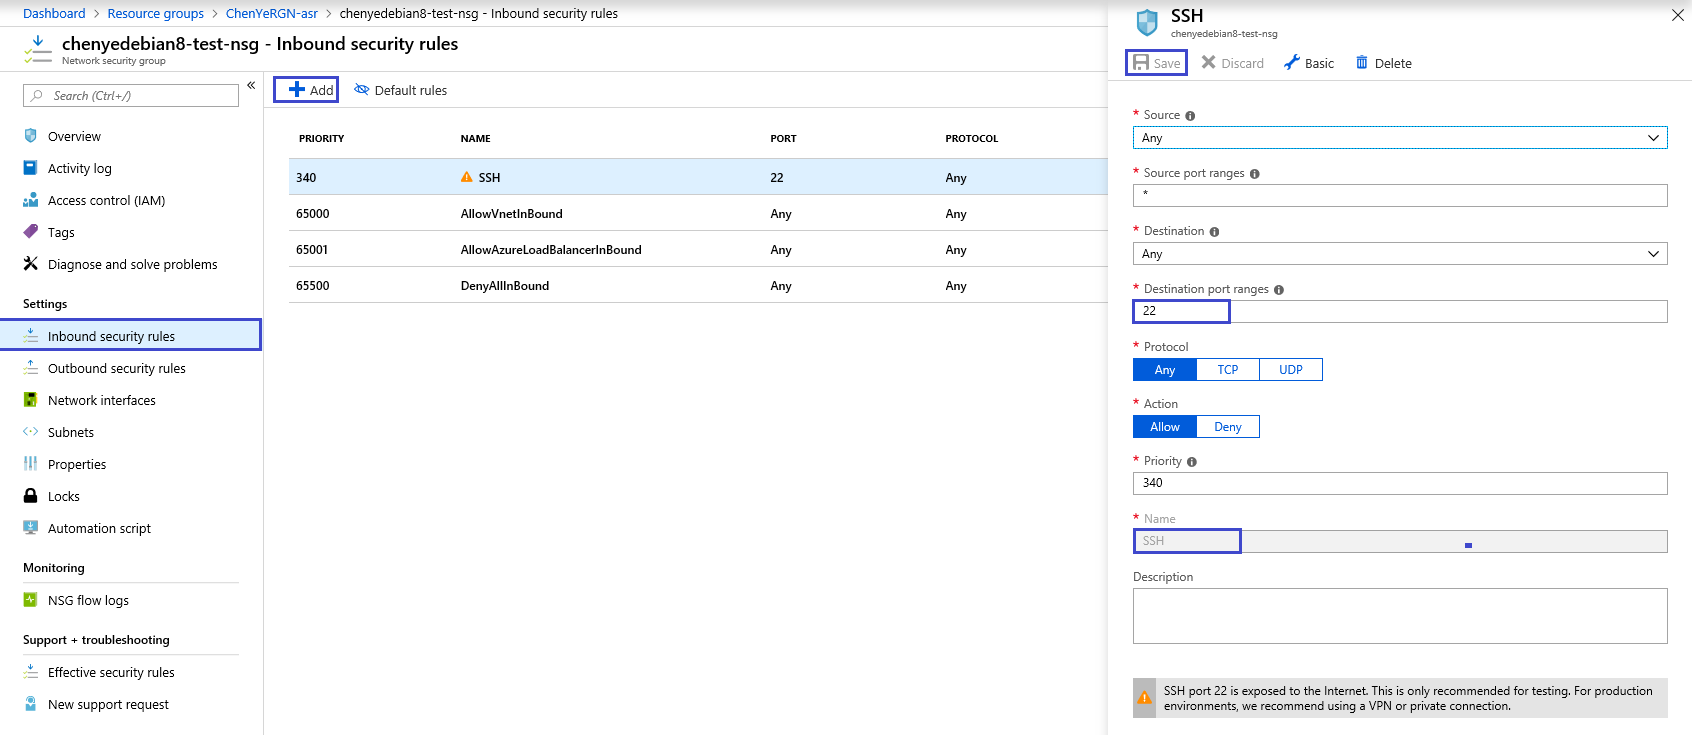 Dashboard > Resource groups > ChenYeRGN-asr > chenyedebian8-test-nsg - Inbound security rules
chenyedebian8-test-nsg - Inbound security rules
Network security group
Search (Ctrl+/)
«
Overview
Activity log
Access control (IAM)
Tags
Diagnose and solve problems
Settings
Inbound security rules
Outbound security rules
Network interfaces
Subnets
Properties
Locks
Automation script
Monitoring
NSG flow logs
Support + troubleshooting
Effective security rules
New support request
Add Default rules
PRIORITY NAME PORT PROTOCOL
340 SSH 22 Any
65000 AllowVnetInBound Any Any
65001 AllowAzureLoadBalancerInBound Any Any
65500 DenyAllInBound Any Any
SSH
chenyedebian8-test-nsg
Save Discard Basic Delete
* Source
Any
* Source port ranges
*
* Destination
Any
* Destination port ranges
22
* Protocol
Any TCP UDP
* Action
Allow Deny
* Priority
340
* Name
SSH
Description
SSH port 22 is exposed to the Internet. This is only recommended for testing. For production
environments, we recommend using a VPN or private connection.